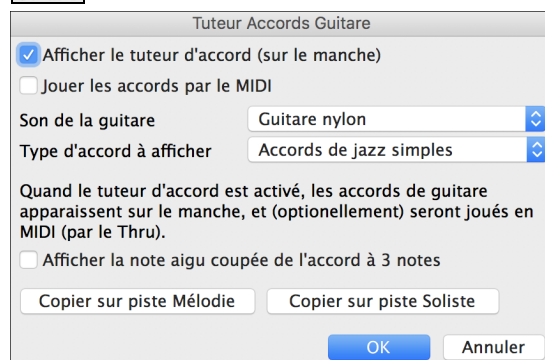 Tuteur Accords Guitare
Afficher le tuteur d'accord (sur le manche)
Jouer les accords par le MIDI
Son de la guitare Guitare nylon
Type d'accord à afficher Accords de jazz simples
Quand le tuteur d'accord est activé, les accords de guitare
apparaissent sur le manche, et (optionellement) seront joués en
MIDI (par le Thru).
Afficher la note aigu coupée de l'accord à 3 notes
Copier sur piste Mélodie Copier sur piste Soliste
OK Annuler